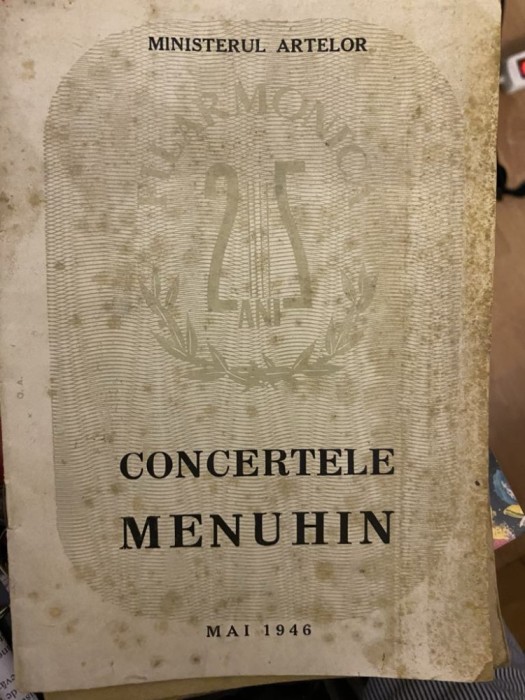 MINISTERUL ARTELOR
FILARMONICA
25
ANI
CONCERTELE
MENUHIN
MAI 1946